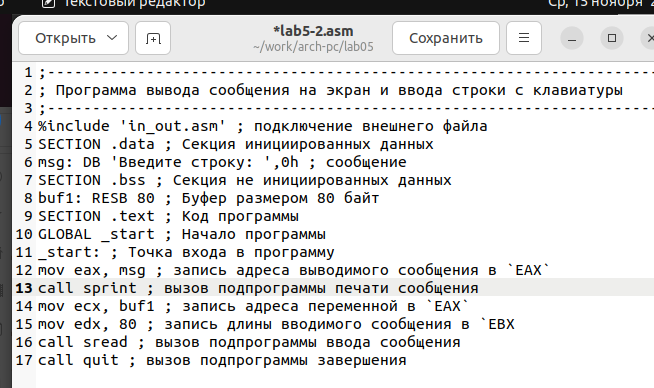 Текстовый редактор
Ср, 15 ноября
Открыть
*lab5-2.asm
~/work/arch-pc/lab05
Сохранить
1 ;--------------------------------------------------------------------
2 ; Программа вывода сообщения на экран и ввода строки с клавиатуры
3 ;--------------------------------------------------------------------
4 %include 'in_out.asm' ; подключение внешнего файла
5 SECTION .data ; Секция инициированных данных
6 msg: DB 'Введите строку: ',0h ; сообщение
7 SECTION .bss ; Секция не инициированных данных
8 buf1: RESB 80 ; Буфер размером 80 байт
9 SECTION .text ; Код программы
10 GLOBAL _start ; Начало программы
11 _start: ; Точка входа в программу
12 mov eax, msg ; запись адреса выводимого сообщения в `EAX`
13 call sprint ; вызов подпрограммы печати сообщения
14 mov ecx, buf1 ; запись адреса переменной в `EAX`
15 mov edx, 80 ; запись длины вводимого сообщения в `EBX
16 call sread ; вызов подпрограммы ввода сообщения
17 call quit ; вызов подпрограммы завершения